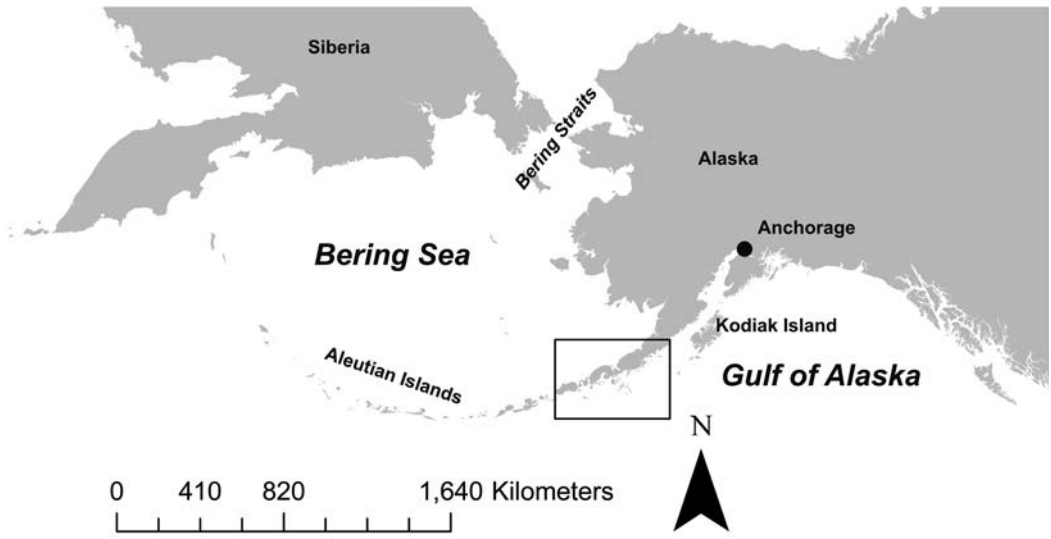 Siberia
Bering Straits
Alaska
Anchorage
Bering Sea
Kodiak Island
Aleutian Islands
Gulf of Alaska
N
0 410 820 1,640 Kilometers